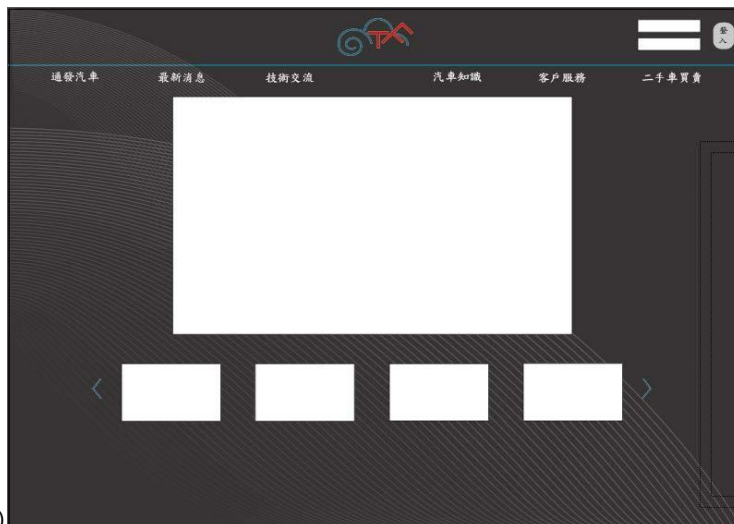 登入
通發汽車
最新消息
技術交流
汽車知識
客戶服務
二手車買賣